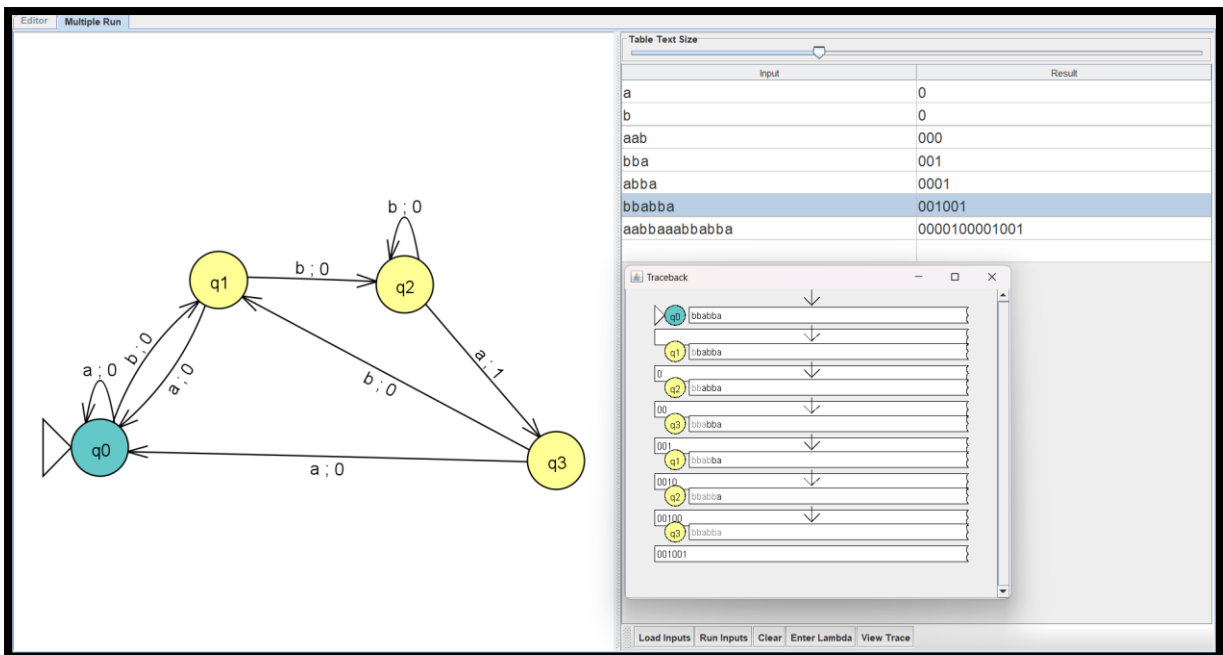 Editor Multiple Run
Table Text Size
Input Result
a 0
b 0
aab 000
bba 001
abba 0001
bbabba 001001
aabbaaabbabba 0000100001001
b ; 0
b ; 0
q1
q2
b ; 0
a ; 0
a ; 0
a ; 1
b ; 0
q0
q3
a ; 0
Traceback
q0 bbabba
q1 bbabba
0
q2 bbabba
00
q3 bbabba
001
q1 bbabba
0010
q2 bbabba
00100
q3 bbabba
001001
Load Inputs Run Inputs Clear Enter Lambda View Trace